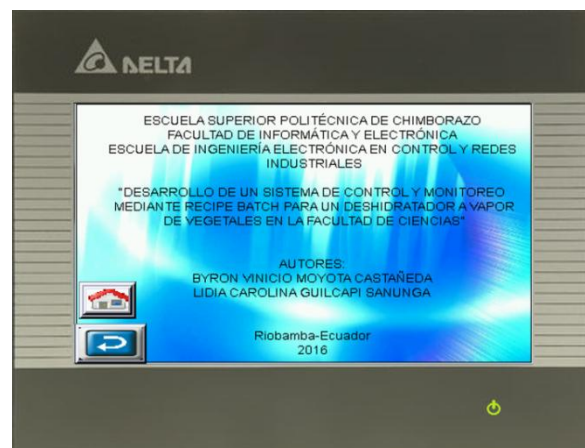 DELTA
ESCUELA SUPERIOR POLITÉCNICA DE CHIMBORAZO
FACULTAD DE INFORMÁTICA Y ELECTRÓNICA
ESCUELA DE INGENIERÍA ELECTRÓNICA EN CONTROL Y REDES
INDUSTRIALES
"DESARROLLO DE UN SISTEMA DE CONTROL Y MONITOREO
MEDIANTE RECIPE BATCH PARA UN DESHIDRATADOR A VAPOR
DE VEGETALES EN LA FACULTAD DE CIENCIAS"
AUTORES:
BYRON VINICIO MOYOTA CASTAÑEDA
LIDIA CAROLINA GUILCAPI SANUNGA
Riobamba-Ecuador
2016